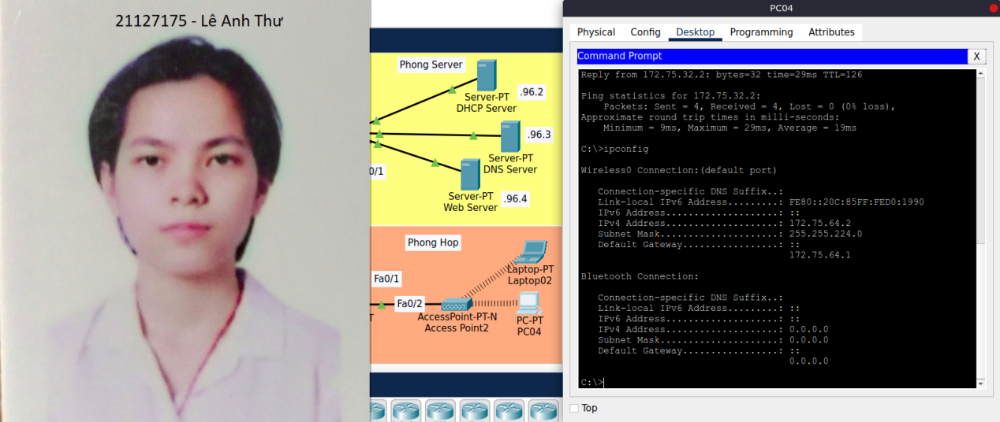 21127175 - Lê Anh Thư
Phong Server
Server-PT
DHCP Server
.96.2
Server-PT
DNS Server
.96.3
0/1
Server-PT
Web Server
.96.4
Phong Hop
Fa0/1
Laptop-PT
Laptop02
Fa0/2
T
AccessPoint-PT-N
Access Point2
PC-PT
PC04
PC04
Physical Config Desktop Programming Attributes
Command Prompt X
Reply from 172.75.32.2: bytes=32 time=29ms TTL=126
Ping statistics for 172.75.32.2:
Packets: Sent = 4, Received = 4, Lost = 0 (0% loss),
Approximate round trip times in milli-seconds:
Minimum = 9ms, Maximum = 29ms, Average = 19ms
C:\>ipconfig
Wireless0 Connection:(default port)
Connection-specific DNS Suffix..:
Link-local IPv6 Address.........: FE80::20C:85FF:FED0:1990
IPv6 Address....................: ::
IPv4 Address....................: 172.75.64.2
Subnet Mask.....................: 255.255.224.0
Default Gateway.................: ::
172.75.64.1
Bluetooth Connection:
Connection-specific DNS Suffix..:
Link-local IPv6 Address.........: ::
IPv6 Address....................: ::
IPv4 Address....................: 0.0.0.0
Subnet Mask.....................: 0.0.0.0
Default Gateway.................: ::
0.0.0.0
C:\>
Top